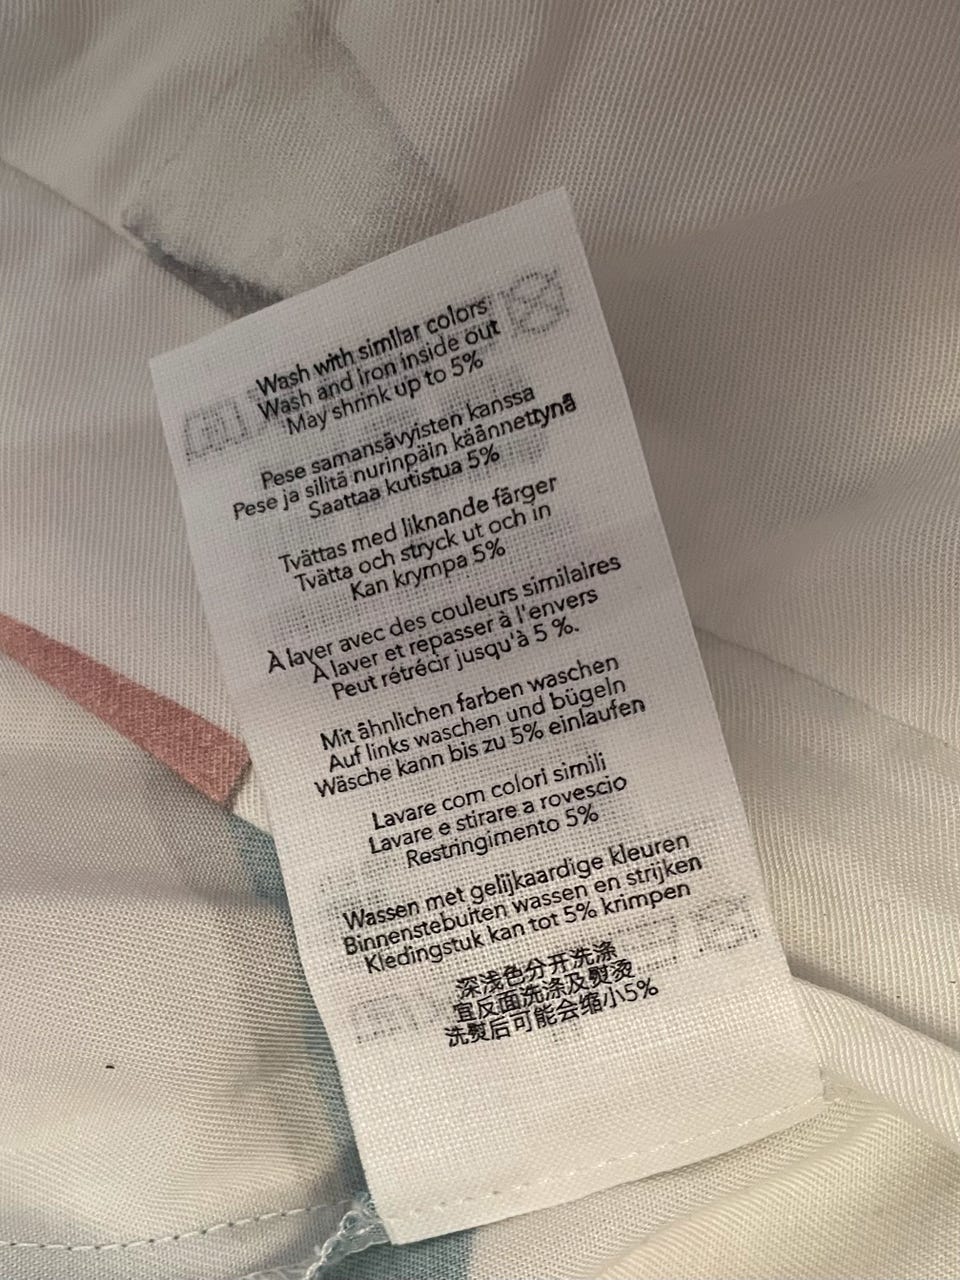 Wash with similar colors
Wash and iron inside out
May shrink up to 5%
Pese samansävyisten kanssa
Pese ja silitä nurinpäin käännettynä
Saattaa kutistua 5%
Tvättas med liknande färger
Tvätta och stryck ut och in
Kan krympa 5%
À laver avec des couleurs similaires
À laver et repasser à l'envers
Peut rétrécir jusqu'à 5 %.
Mit ähnlichen farben waschen
Auf links waschen und bügeln
Wäsche kann bis zu 5% einlaufen
Lavare com colori simili
Lavare e stirare a rovescio
Restringimento 5%
Wassen met gelijkaardige kleuren
Binnenstebuiten wassen en strijken
Kledingstuk kan tot 5% krimpen
深浅色分开洗涤
宜反面洗涤及熨烫
洗熨后可能会缩小5%